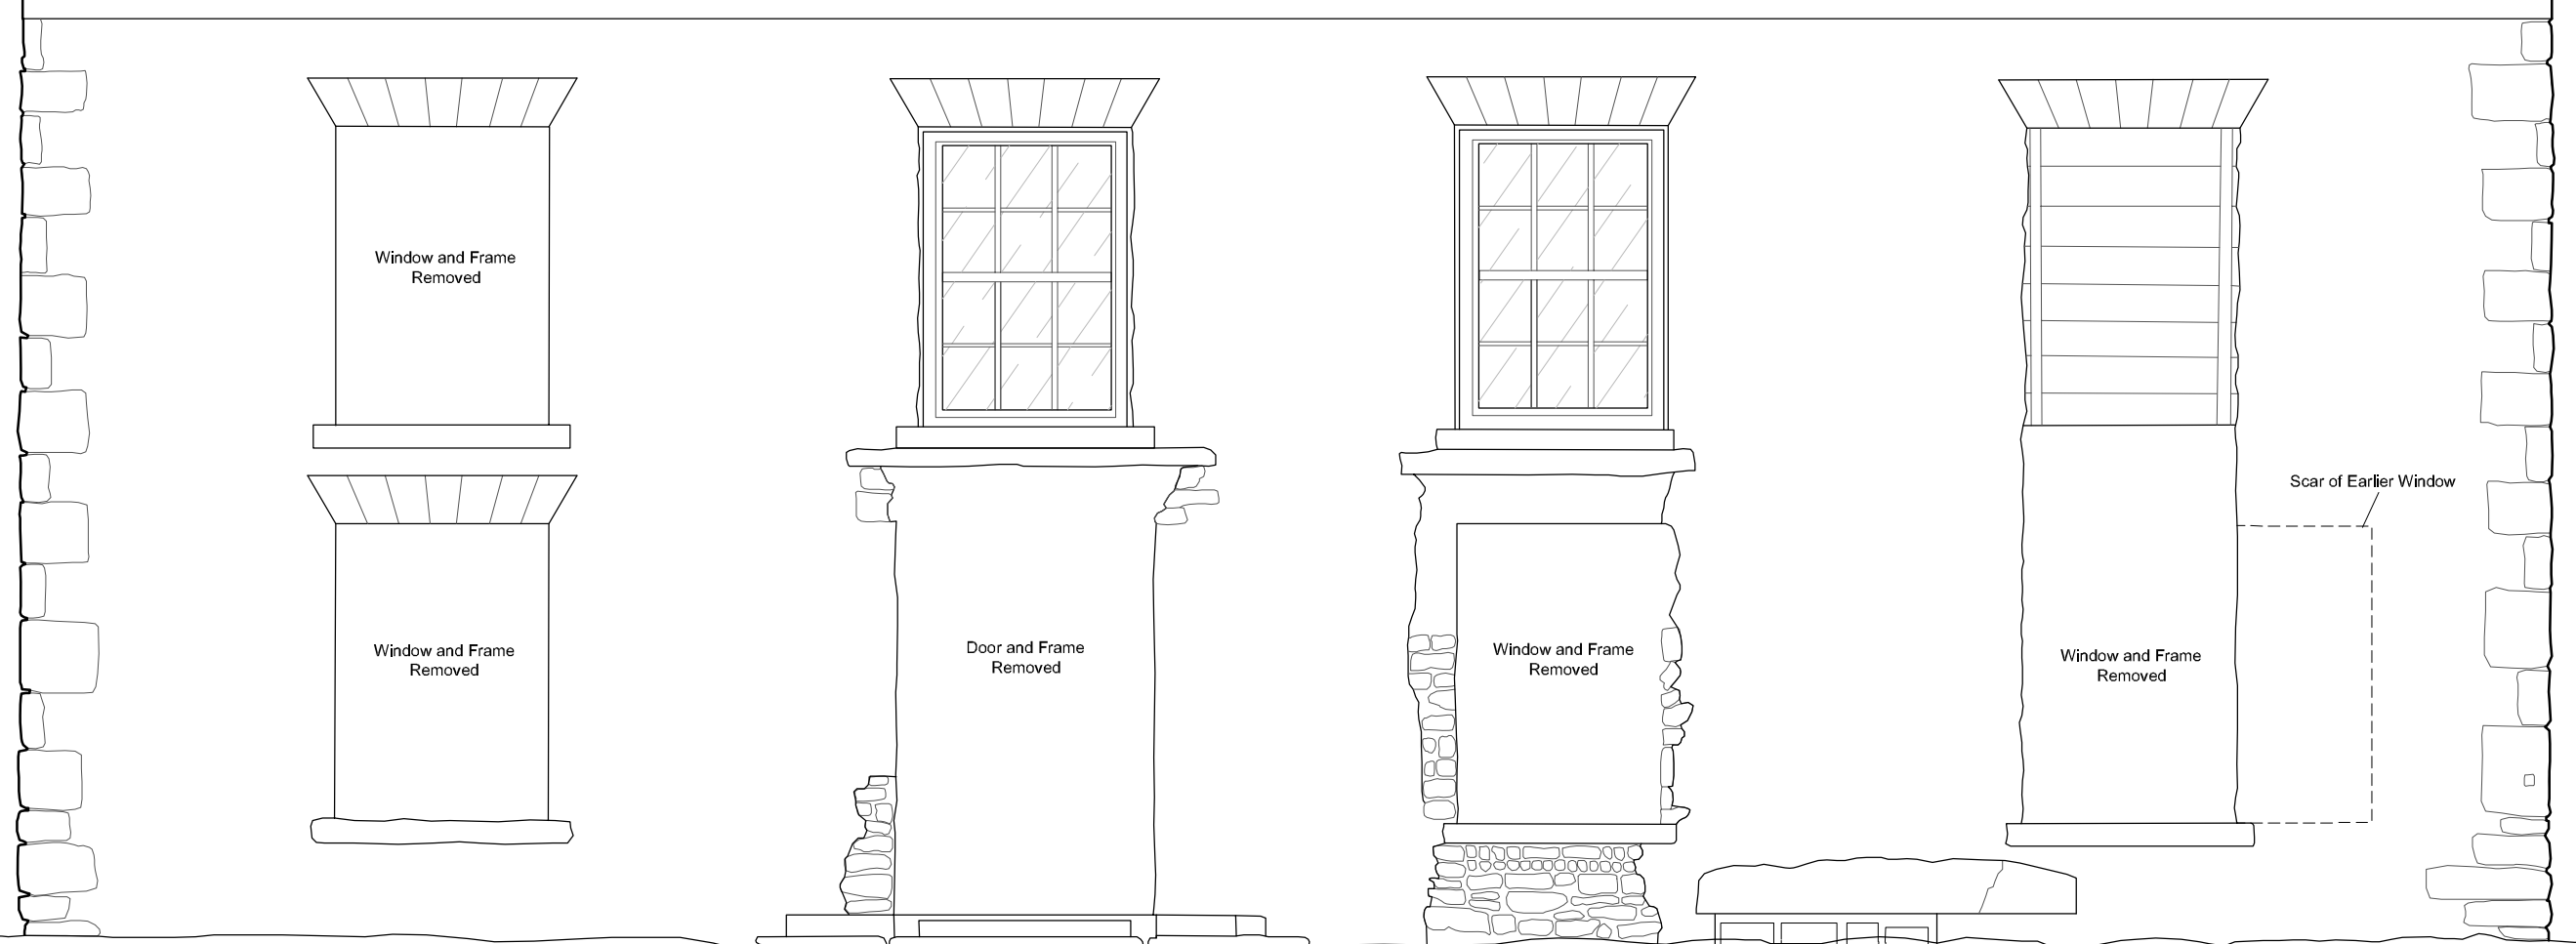 Window and Frame
Removed
Scar of Earlier Window
Window and Frame
Removed
Door and Frame
Removed
Window and Frame
Removed
Window and Frame
Removed